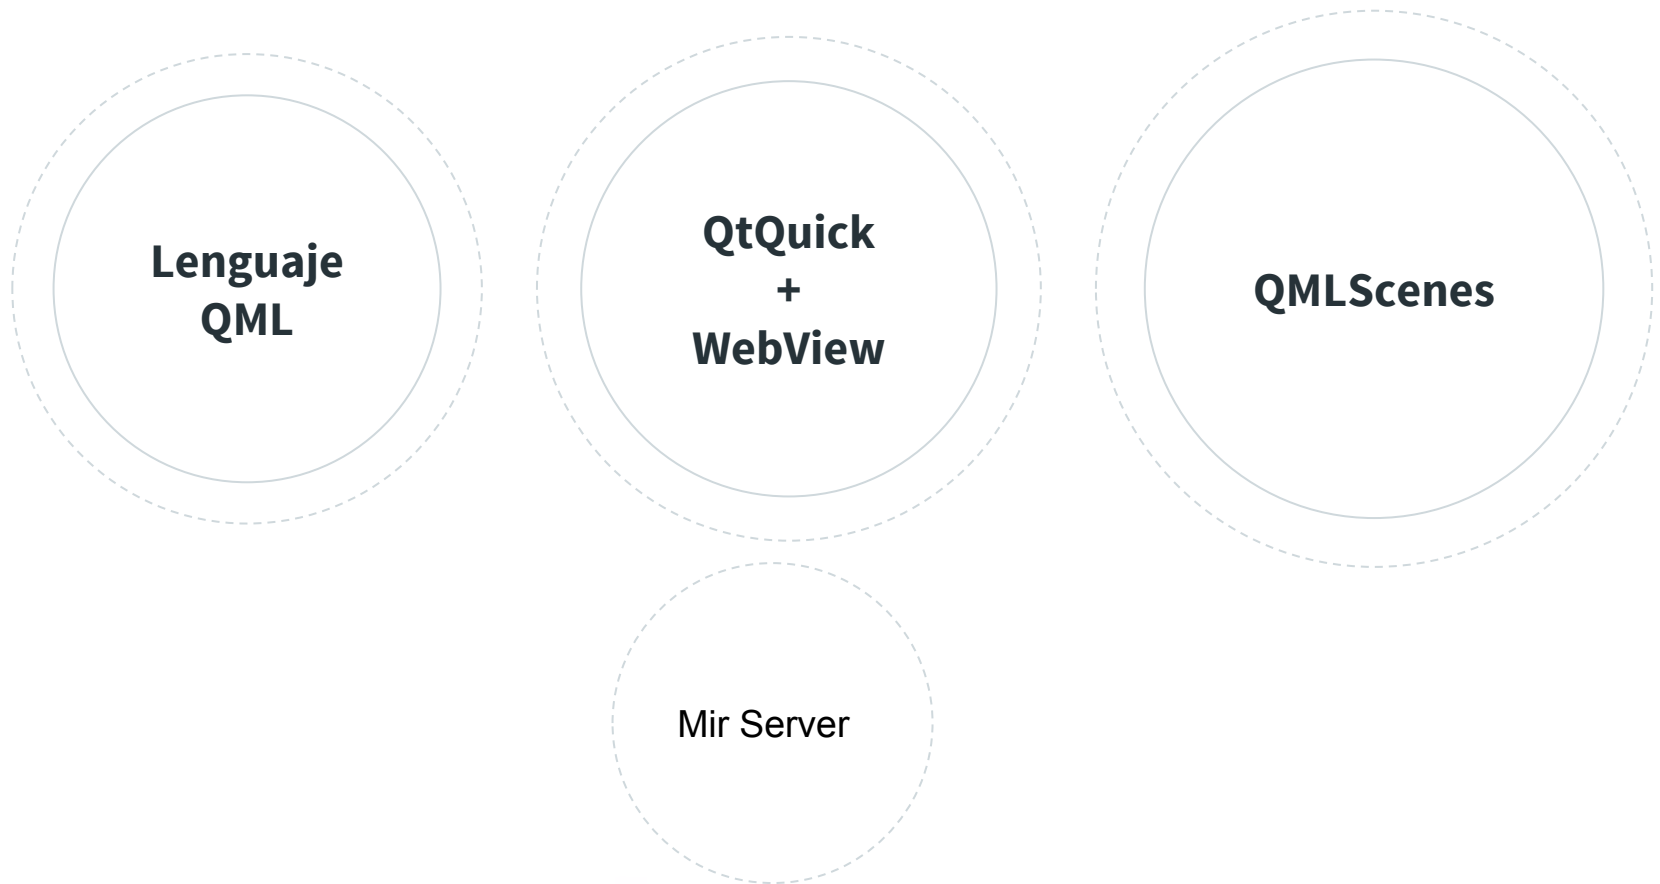 Lenguaje
QML
QtQuick
+
WebView
QMLScenes
Mir Server